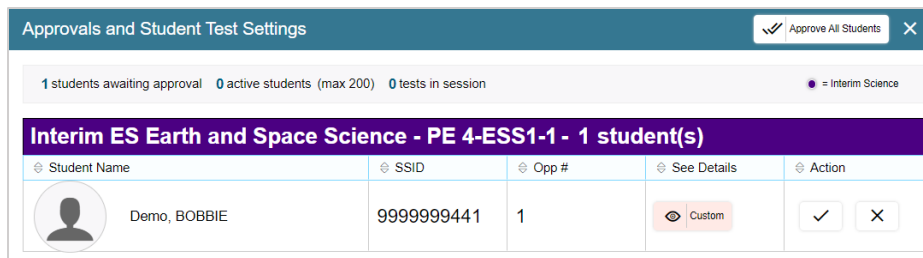 Approvals and Student Test Settings Approve All Students
1 students awaiting approval 0 active students (max 200) 0 tests in session = Interim Science
Interim ES Earth and Space Science - PE 4-ESS1-1 - 1 student(s)
Student Name SSID Opp # See Details Action
Demo, BOBBIE 9999999441 1 Custom